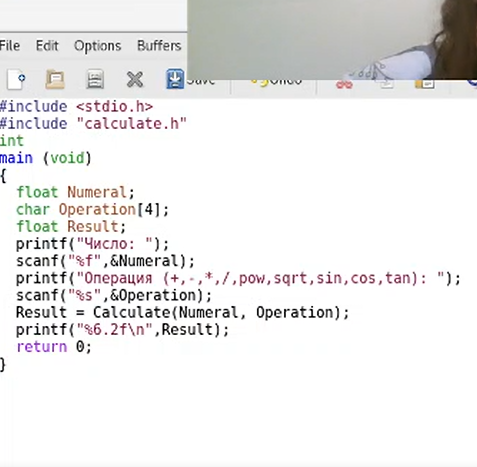 File Edit Options Buffers
Save Undo
#include <stdio.h>
#include "calculate.h"
int
main (void)
{
  float Numeral;
  char Operation[4];
  float Result;
  printf("Число: ");
  scanf("%f",&Numeral);
  printf("Операция (+,-,*,/,pow,sqrt,sin,cos,tan): ");
  scanf("%s",&Operation);
  Result = Calculate(Numeral, Operation);
  printf("%6.2f\n",Result);
  return 0;
}